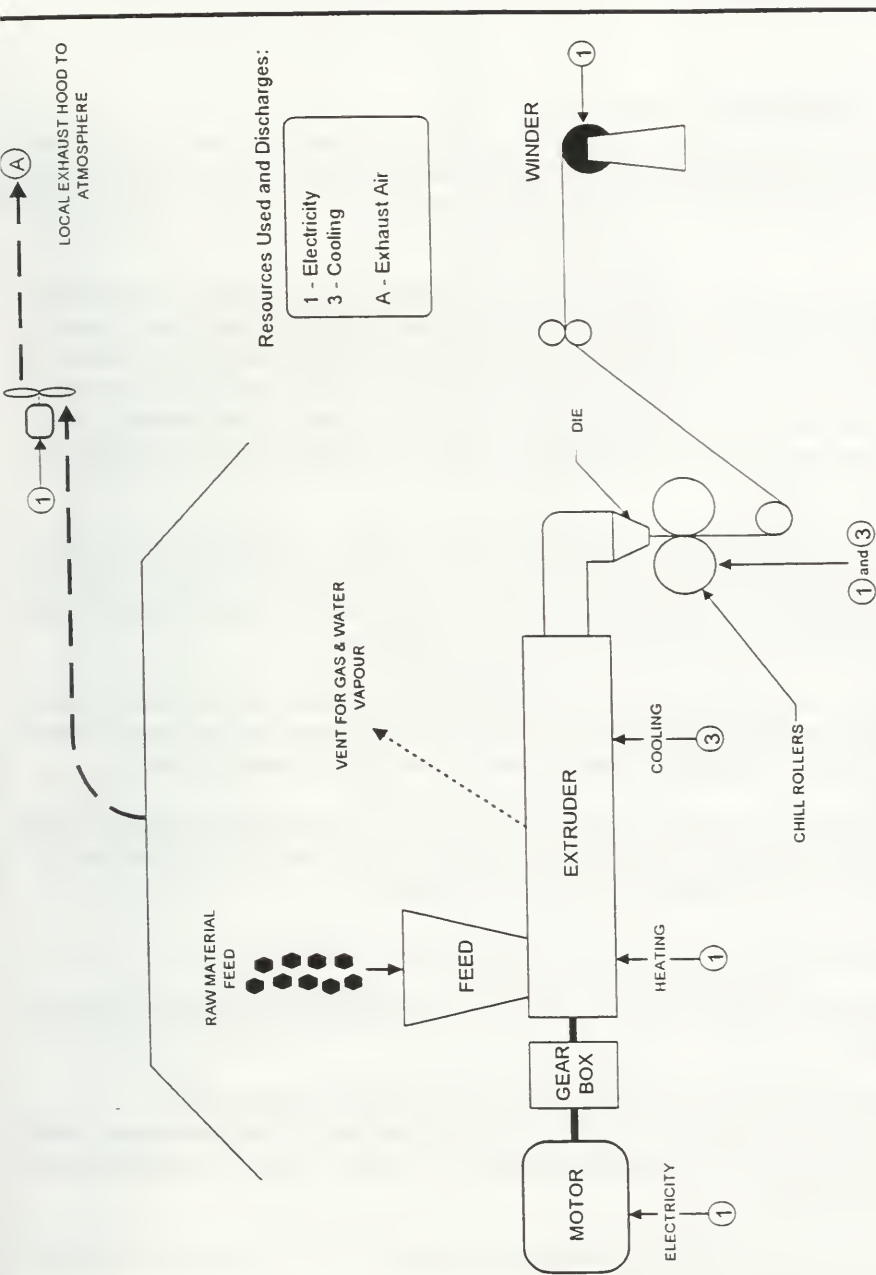 LOCAL EXHAUST HOOD TO
ATMOSPHERE
A
1
Resources Used and Discharges:
1 - Electricity
3 - Cooling
A - Exhaust Air
RAW MATERIAL
FEED
VENT FOR GAS & WATER
VAPOUR
WINDER
1
FEED
DIE
MOTOR
GEAR
BOX
EXTRUDER
ELECTRICITY
1
HEATING
1
COOLING
3
CHILL ROLLERS
1 and 3